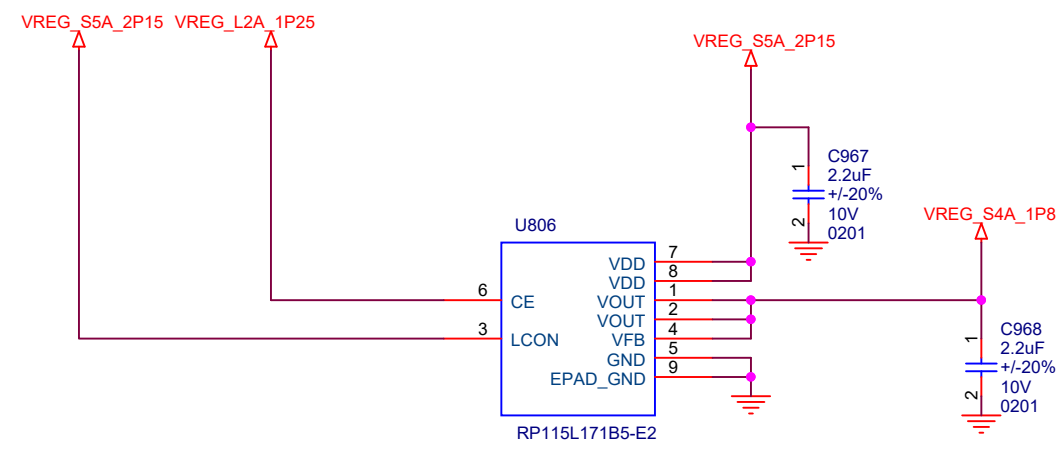 VREG_S5A_2P15 VREG_L2A_1P25
VREG_S5A_2P15
1
C967
2.2uF
+/-20%
10V
0201
2
VREG_S4A_1P8
U806
6 CE
3 LCON
VDD 7
VDD 8
VOUT 1
VOUT 2
VFB 4
GND 5
EPAD_GND 9
RP115L171B5-E2
1
C968
2.2uF
+/-20%
10V
0201
2